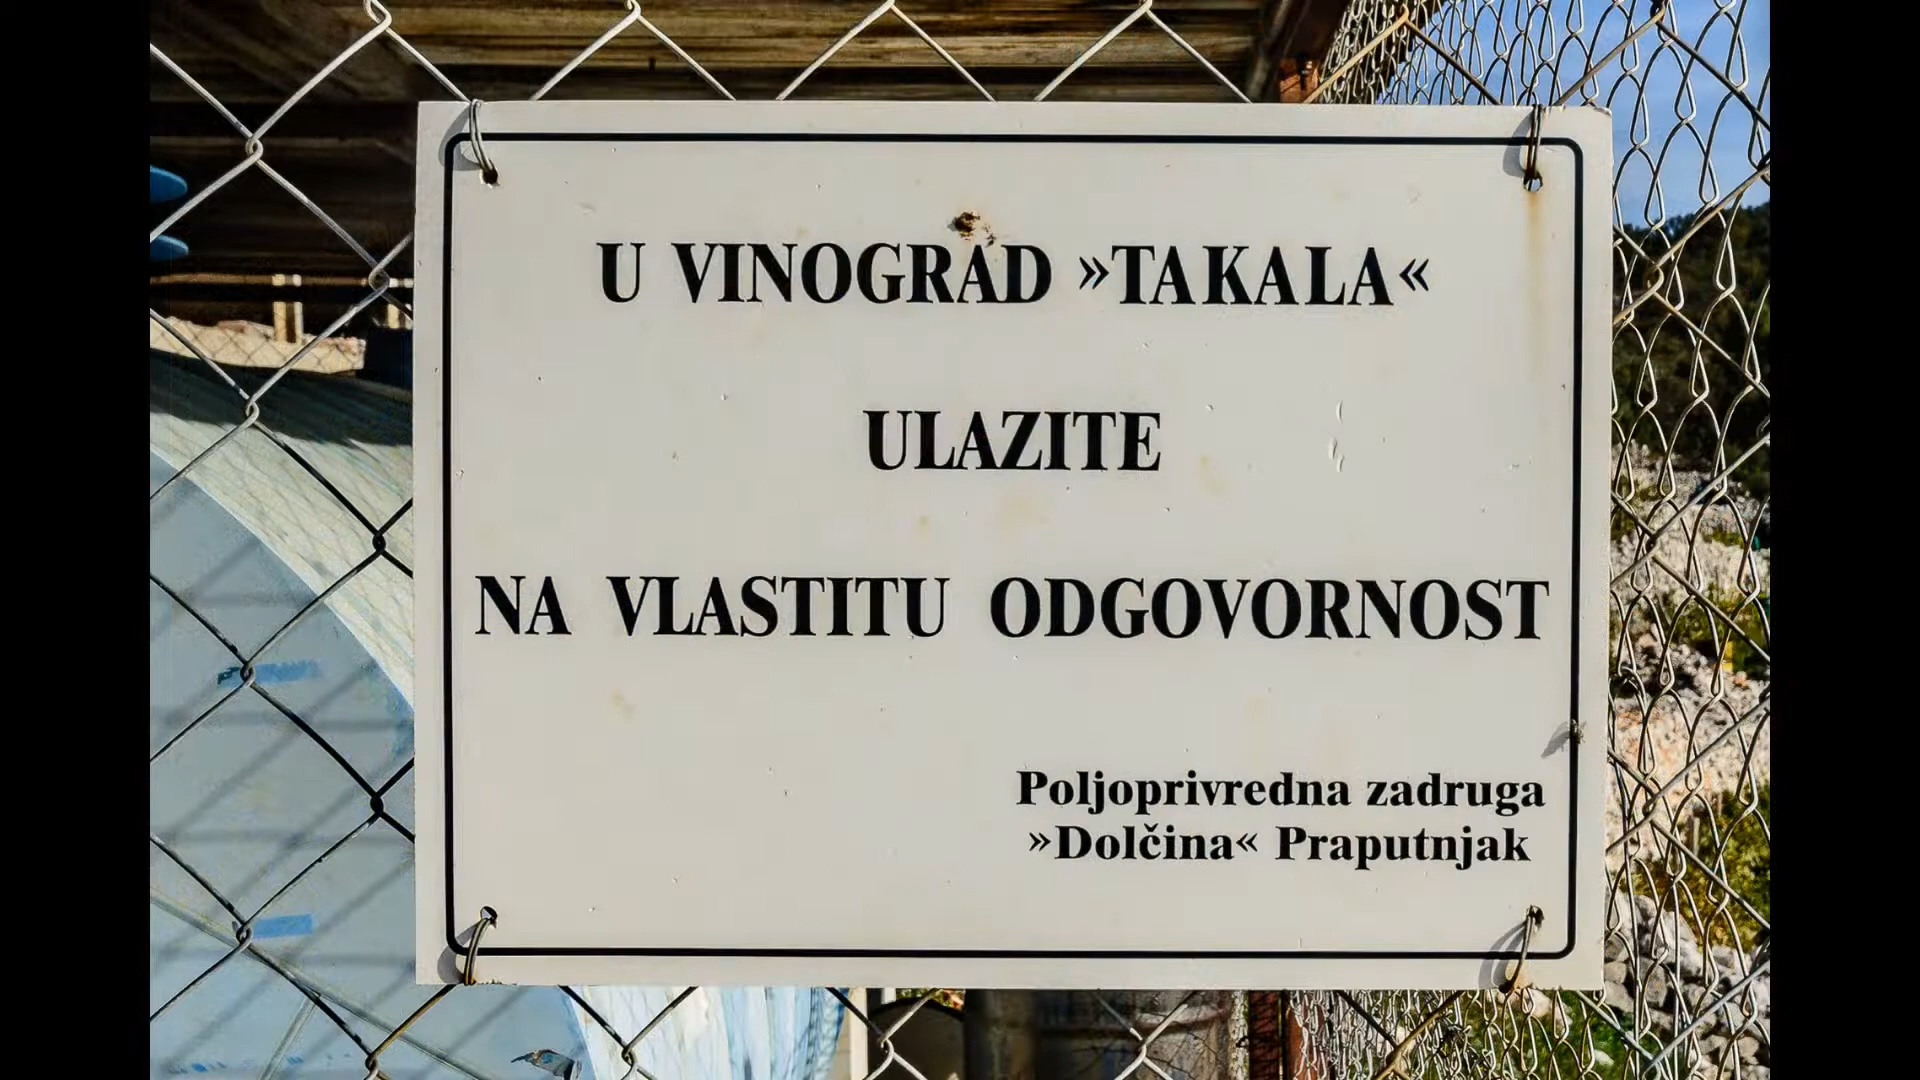 U VINOGRAD »TAKALA«
ULAZITE
NA VLASTITU ODGOVORNOST
Poljoprivredna zadruga
»Dolčina« Praputnjak